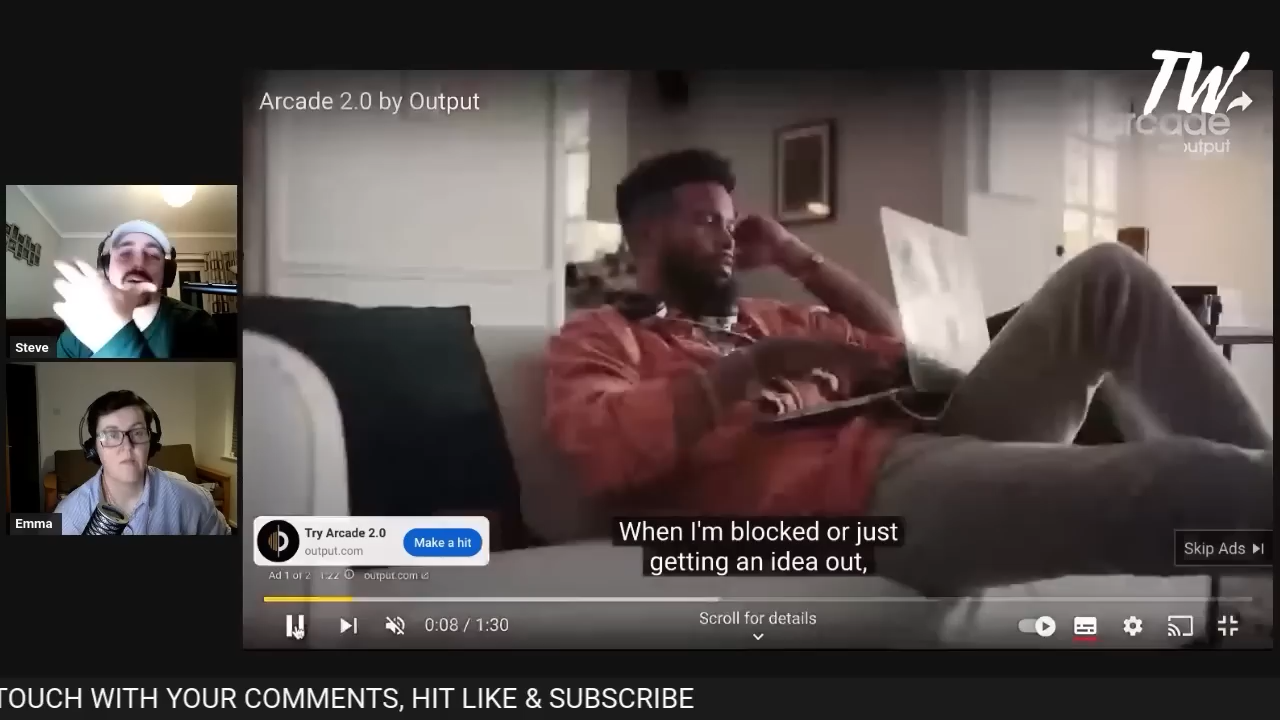 TW
Arcade 2.0 by Output
output
Steve
Emma
Try Arcade 2.0
output.com
Make a hit
When I'm blocked or just
getting an idea out,
Skip Ads
Ad 1 of 2 · 1:22
output.com
0:08 / 1:30
Scroll for details
TOUCH WITH YOUR COMMENTS, HIT LIKE & SUBSCRIBE